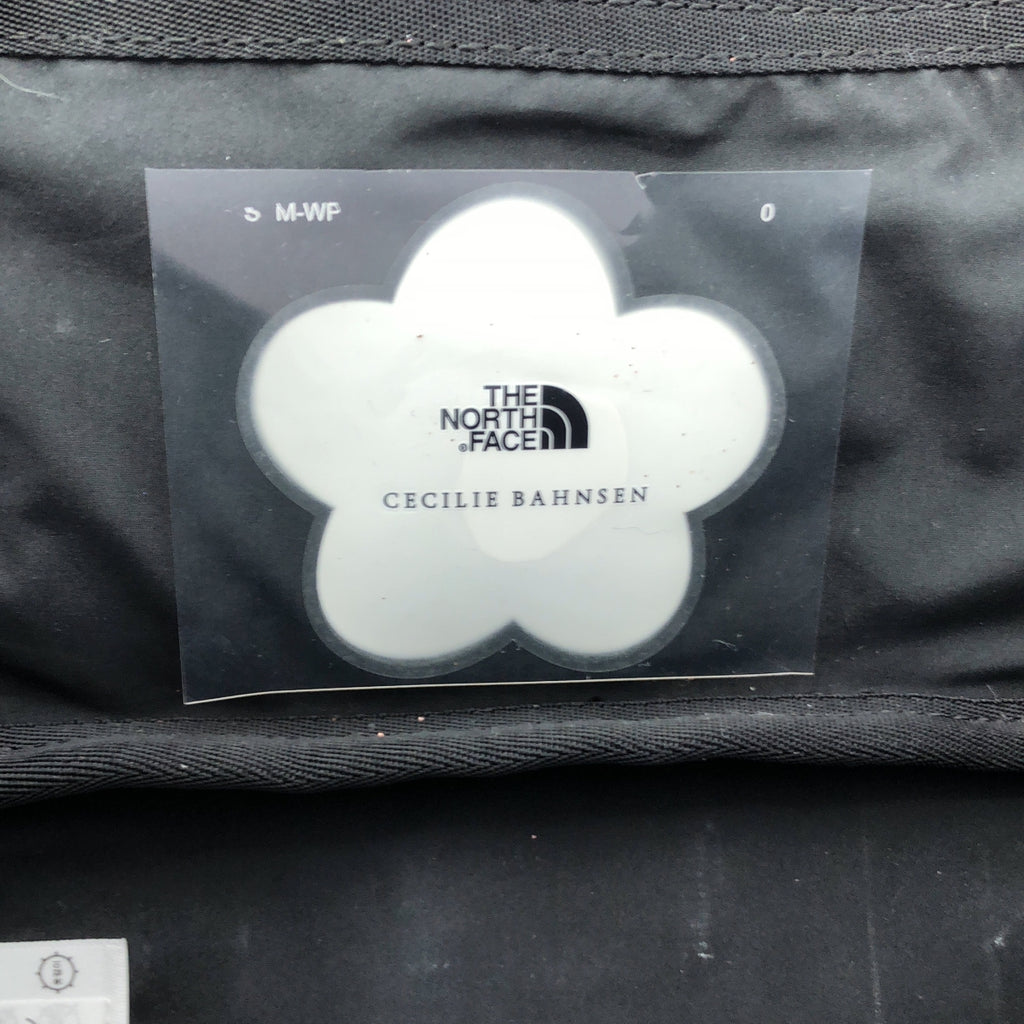 S M-WP 0
THE
NORTH
®FACE
CECILIE BAHNSEN